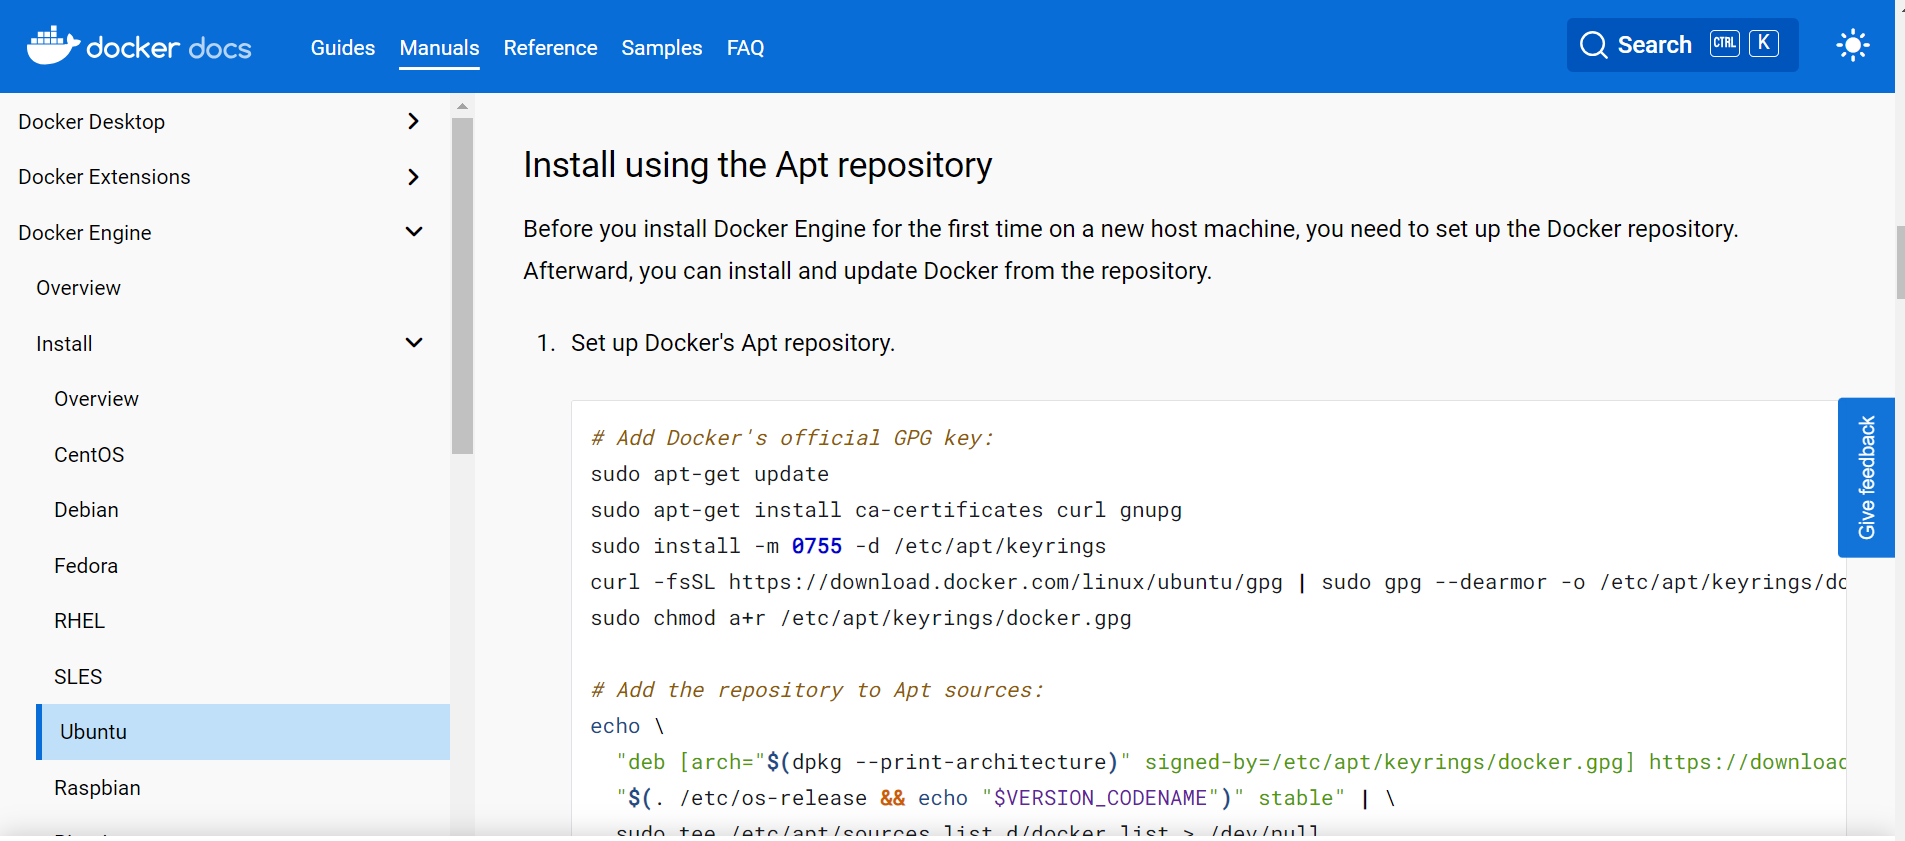 docker docs
Guides Manuals Reference Samples FAQ
Search CTRL K
Docker Desktop
Docker Extensions
Docker Engine
Overview
Install
Overview
CentOS
Debian
Fedora
RHEL
SLES
Ubuntu
Raspbian
Install using the Apt repository
Before you install Docker Engine for the first time on a new host machine, you need to set up the Docker repository.
Afterward, you can install and update Docker from the repository.
1. Set up Docker's Apt repository.
# Add Docker's official GPG key:
sudo apt-get update
sudo apt-get install ca-certificates curl gnupg
sudo install -m 0755 -d /etc/apt/keyrings
curl -fsSL https://download.docker.com/linux/ubuntu/gpg | sudo gpg --dearmor -o /etc/apt/keyrings/do
sudo chmod a+r /etc/apt/keyrings/docker.gpg
# Add the repository to Apt sources:
echo \
"deb [arch="$(dpkg --print-architecture)" signed-by=/etc/apt/keyrings/docker.gpg] https://download
"$(. /etc/os-release && echo "$VERSION_CODENAME")" stable" | \
sudo tee /etc/apt/sources.list.d/docker.list > /dev/null
Give feedback